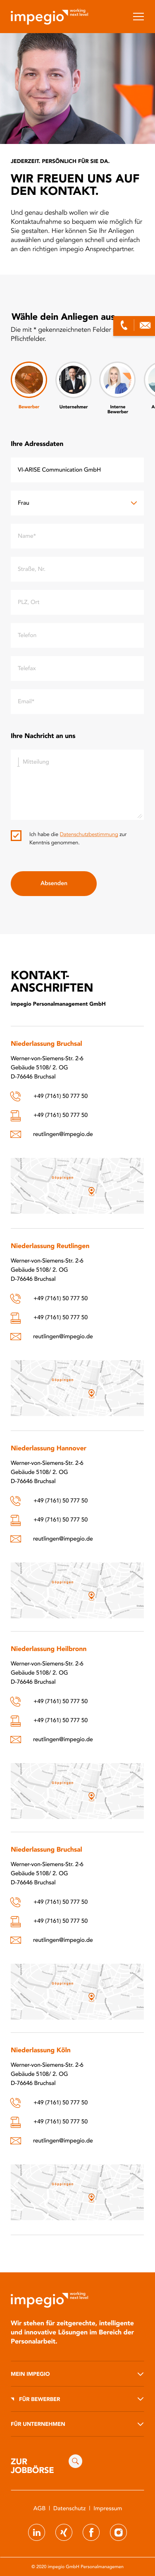 impegio working next level
JEDERZEIT. PERSÖNLICH FÜR SIE DA.
WIR FREUEN UNS AUF
DEN KONTAKT.
Und genau deshalb wollen wir die
Kontaktaufnahme so bequem wie möglich für
Sie gestalten. Hier können Sie Ihr Anliegen
auswählen und gelangen schnell und einfach
an den richtigen impegio Ansprechpartner.
Wähle dein Anliegen aus
Die mit * gekennzeichneten Felder
Pflichtfelder.
Bewerber
Unternehmer
Interne
Bewerber
Ihre Adressdaten
VI-ARISE Communication GmbH
Frau
Name*
Straße, Nr.
PLZ, Ort
Telefon
Telefax
Email*
Ihre Nachricht an uns
Mitteilung
Ich habe die Datenschutzbestimmung zur
Kenntnis genommen.
Absenden
KONTAKT-
ANSCHRIFTEN
impegio Personalmanagement GmbH
Niederlassung Bruchsal
Werner-von-Siemens-Str. 2-6
Gebäude 5108/ 2. OG
D-76646 Bruchsal
+49 (7161) 50 777 50
+49 (7161) 50 777 50
reutlingen@impegio.de
Göppingen
Niederlassung Reutlingen
Werner-von-Siemens-Str. 2-6
Gebäude 5108/ 2. OG
D-76646 Bruchsal
+49 (7161) 50 777 50
+49 (7161) 50 777 50
reutlingen@impegio.de
Göppingen
Niederlassung Hannover
Werner-von-Siemens-Str. 2-6
Gebäude 5108/ 2. OG
D-76646 Bruchsal
+49 (7161) 50 777 50
+49 (7161) 50 777 50
reutlingen@impegio.de
Göppingen
Niederlassung Heilbronn
Werner-von-Siemens-Str. 2-6
Gebäude 5108/ 2. OG
D-76646 Bruchsal
+49 (7161) 50 777 50
+49 (7161) 50 777 50
reutlingen@impegio.de
Göppingen
Niederlassung Bruchsal
Werner-von-Siemens-Str. 2-6
Gebäude 5108/ 2. OG
D-76646 Bruchsal
+49 (7161) 50 777 50
+49 (7161) 50 777 50
reutlingen@impegio.de
Göppingen
Niederlassung Köln
Werner-von-Siemens-Str. 2-6
Gebäude 5108/ 2. OG
D-76646 Bruchsal
+49 (7161) 50 777 50
+49 (7161) 50 777 50
reutlingen@impegio.de
Göppingen
impegio working next level
Wir stehen für zeitgerechte, intelligente
und innovative Lösungen im Bereich der
Personalarbeit.
MEIN IMPEGIO
FÜR BEWERBER
FÜR UNTERNEHMEN
ZUR
JOBBÖRSE
AGB | Datenschutz | Impressum
© 2020 Impegio GmbH Personalmanagemen